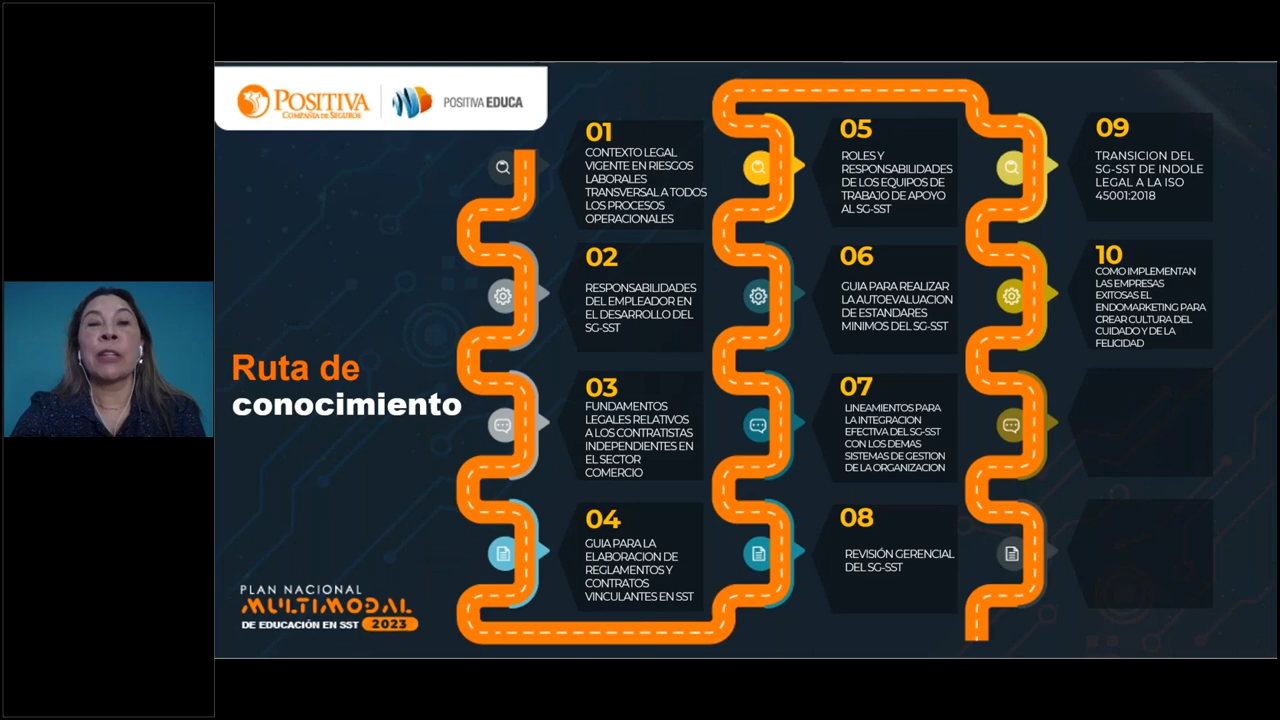 POSITIVA
COMPAÑÍA DE SEGUROS
POSITIVA EDUCA
Ruta de
conocimiento
PLAN NACIONAL
MULTIMODAL
DE EDUCACIÓN EN SST 2023
01
CONTEXTO LEGAL
VIGENTE EN RIESGOS
LABORALES
TRANSVERSAL A TODOS
LOS PROCESOS
OPERACIONALES
02
RESPONSABILIDADES
DEL EMPLEADOR EN
EL DESARROLLO DEL
SG-SST
03
FUNDAMENTOS
LEGALES RELATIVOS
A LOS CONTRATISTAS
INDEPENDIENTES EN
EL SECTOR
COMERCIO
04
GUIA PARA LA
ELABORACION DE
REGLAMENTOS Y
CONTRATOS
VINCULANTES EN SST
05
ROLES Y
RESPONSABILIDADES
DE LOS EQUIPOS DE
TRABAJO DE APOYO
AL SG-SST
06
GUIA PARA REALIZAR
LA AUTOEVALUACION
DE ESTANDARES
MINIMOS DEL SG-SST
07
LINEAMIENTOS PARA
LA INTEGRACION
EFECTIVA DEL SG-SST
CON LOS DEMAS
SISTEMAS DE GESTION
DE LA ORGANIZACION
08
REVISIÓN GERENCIAL
DEL SG-SST
09
TRANSICION DEL
SG-SST DE INDOLE
LEGAL A LA ISO
45001:2018
10
COMO IMPLEMENTAN
LAS EMPRESAS
EXITOSAS EL
ENDOMARKETING PARA
CREAR CULTURA DEL
CUIDADO Y DE LA
FELICIDAD